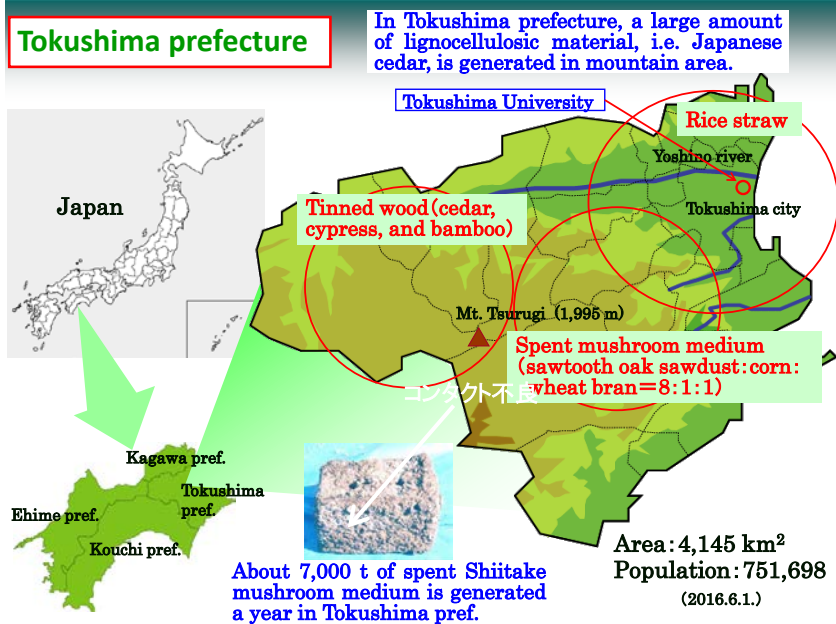 Tokushima prefecture
In Tokushima prefecture, a large amount
of lignocellulosic material, i.e. Japanese
cedar, is generated in mountain area.
Tokushima University
Rice straw
Yoshino river
Tokushima city
Japan
Tinned wood(cedar,
cypress, and bamboo)
Mt. Tsurugi (1,995 m)
Spent mushroom medium
(sawtooth oak sawdust:corn:
wheat bran=8:1:1)
コンタクト不良
Kagawa pref.
Tokushima
pref.
Ehime pref.
Kouchi pref.
About 7,000 t of spent Shiitake
mushroom medium is generated
a year in Tokushima pref.
Area:4,145 km²
Population:751,698
(2016.6.1.)